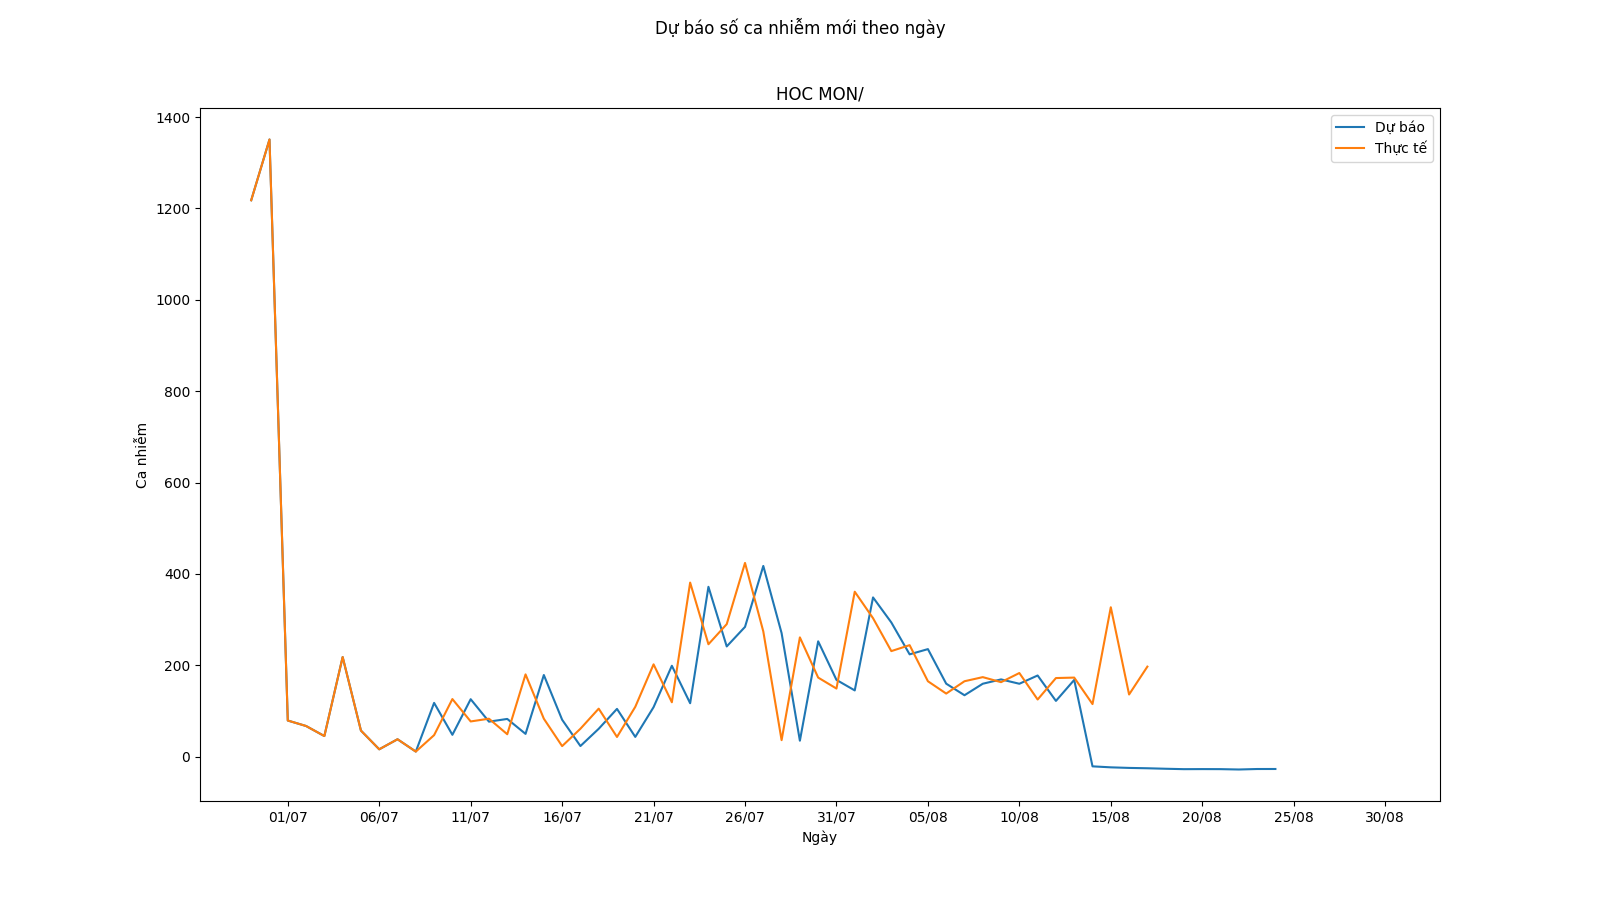 Dự báo số ca nhiễm mới theo ngày
HOC MON/
Dự báo
Thực tế
1400
1200
1000
800
600
400
200
0
Ca nhiễm
01/07 06/07 11/07 16/07 21/07 26/07 31/07 05/08 10/08 15/08 20/08 25/08 30/08
Ngày